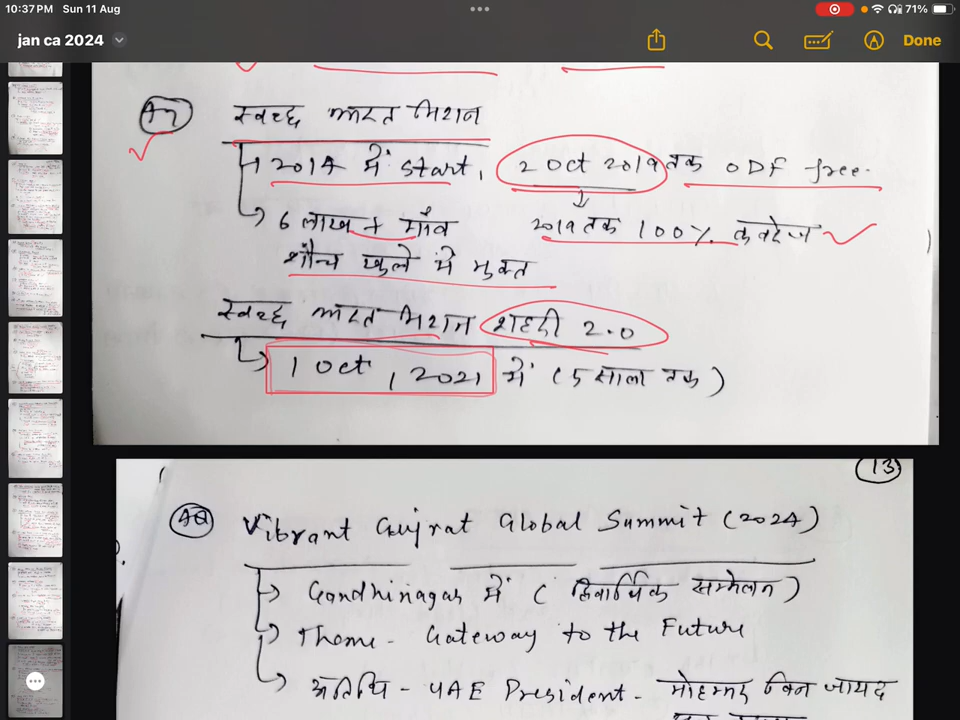 10:37 PM Sun 11 Aug
71%
jan ca 2024
Done
47 स्वच्छ भारत मिशन
2014 में start, 2 Oct 2019 तक ODF free.
6 लाख + गाँव 2019 तक 100% कवरेज
शौच खुले से मुक्त
स्वच्छ भारत मिशन शहरी 2.0
1 Oct, 2021 में (5 साल तक)
13
48 Vibrant Gujrat Global Summit (2024)
Gandhinagar में (द्विवार्षिक सम्मेलन)
Theme - Gateway to the Future
अतिथि - UAE President - मोहम्मद बिन जायद